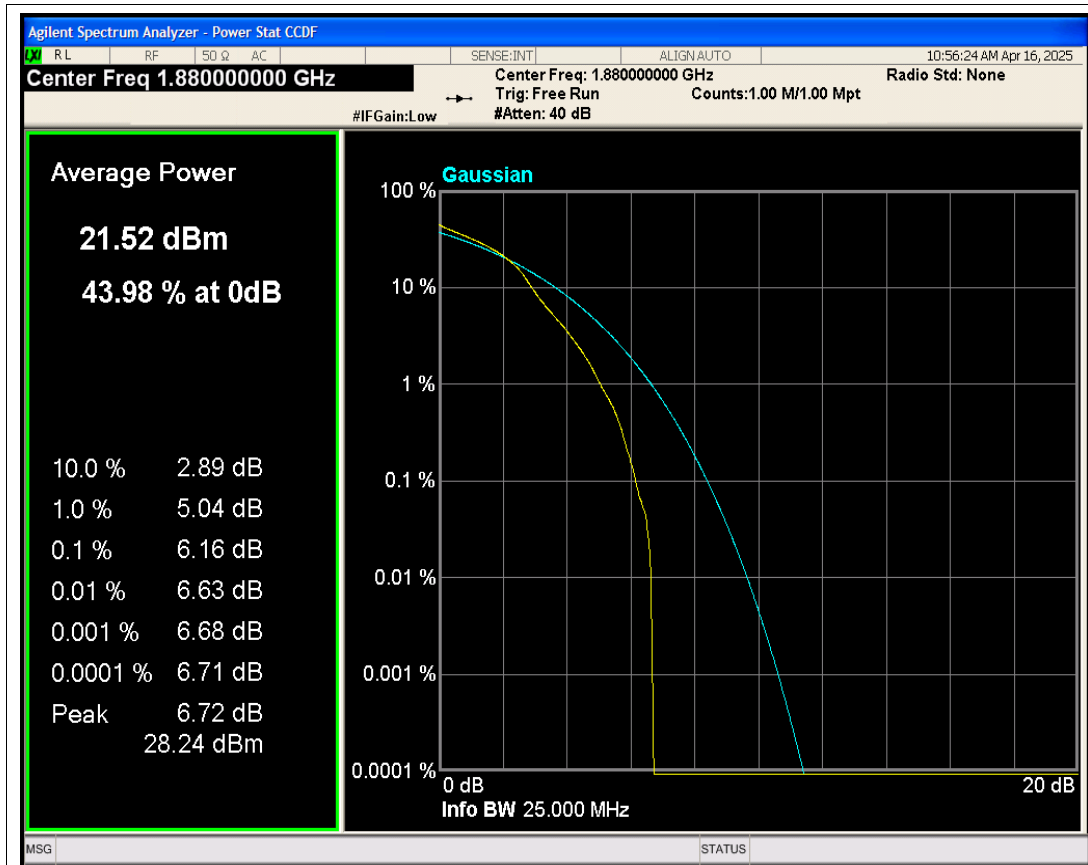 Agilent Spectrum Analyzer - Power Stat CCDF
LXI RL RF 50 Ω AC SENSE:INT ALIGN AUTO 10:56:24 AM Apr 16, 2025
Center Freq 1.880000000 GHz
Center Freq: 1.880000000 GHz Radio Std: None
Trig: Free Run Counts:1.00 M/1.00 Mpt
#IFGain:Low #Atten: 40 dB
Average Power
21.52 dBm
43.98 % at 0dB
10.0 % 2.89 dB
1.0 % 5.04 dB
0.1 % 6.16 dB
0.01 % 6.63 dB
0.001 % 6.68 dB
0.0001 % 6.71 dB
Peak 6.72 dB
28.24 dBm
Gaussian
100 %
10 %
1 %
0.1 %
0.01 %
0.001 %
0.0001 %
0 dB 20 dB
Info BW 25.000 MHz
MSG STATUS